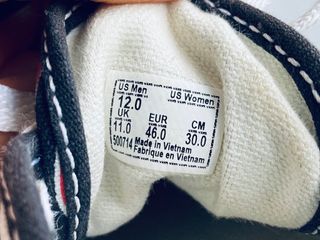 US Men US Women
12.0
UK EUR CM
11.0 46.0 30.0
500714 Made in Vietnam
Fabrique en Vietnam